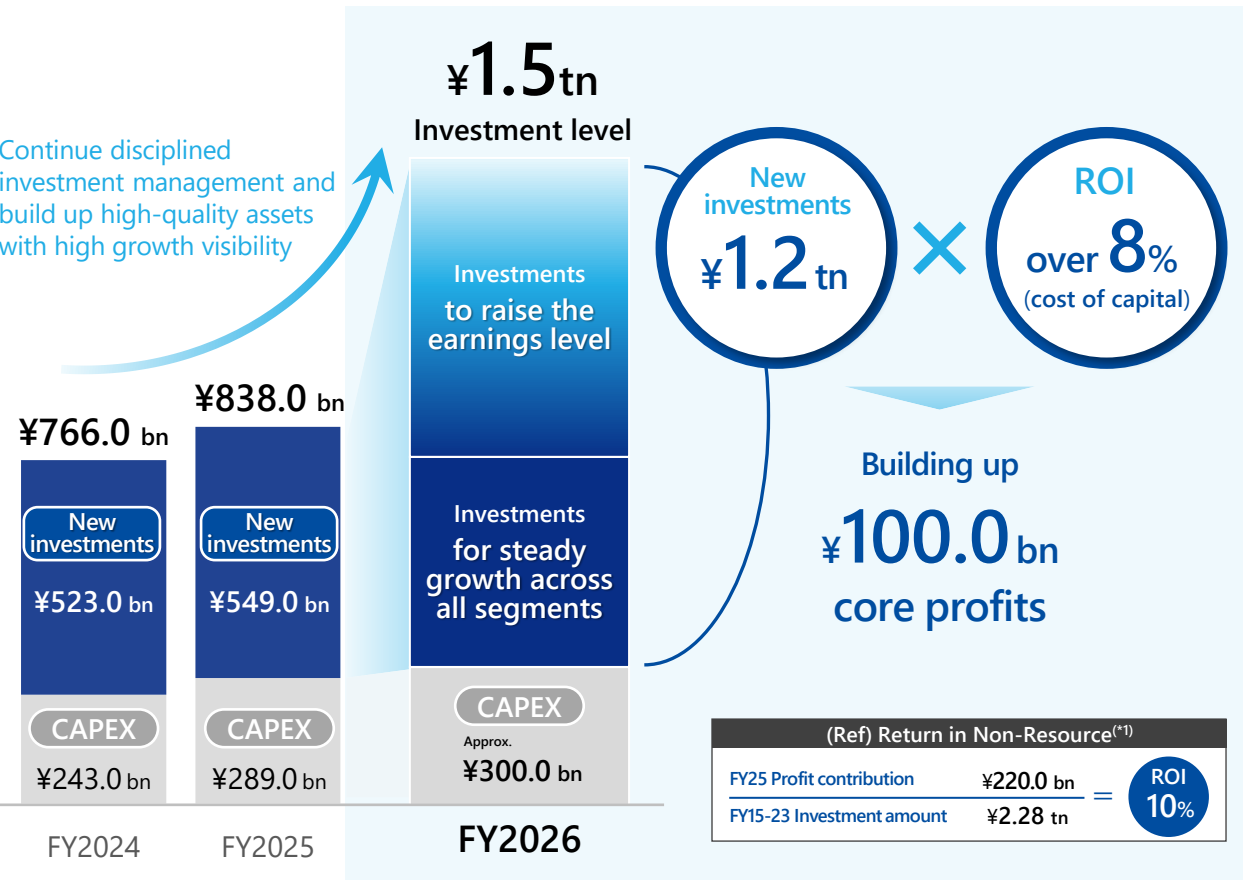 Continue disciplined
investment management and
build up high-quality assets
with high growth visibility
¥766.0 bn
New
investments
¥523.0 bn
CAPEX
¥243.0 bn
FY2024
¥838.0 bn
New
investments
¥549.0 bn
CAPEX
¥289.0 bn
FY2025
¥1.5tn
Investment level
Investments
to raise the
earnings level
Investments
for steady
growth across
all segments
CAPEX
Approx.
¥300.0 bn
FY2026
New
investments
¥1.2 tn
×
ROI
over 8%
(cost of capital)
Building up
¥100.0 bn
core profits
(Ref) Return in Non-Resource(*1)
FY25 Profit contribution ¥220.0 bn
FY15-23 Investment amount ¥2.28 tn
=
ROI
10%